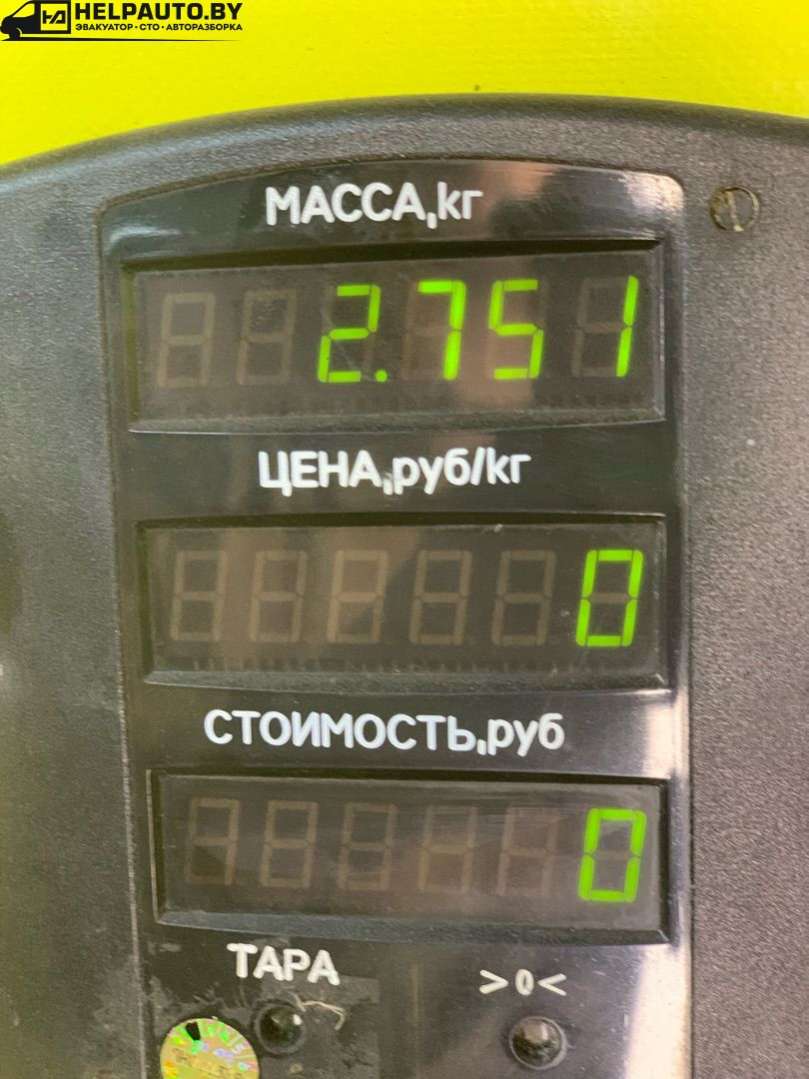 HELPAUTO.BY
ЭВАКУАТОР•СТО•АВТОРАЗБОРКА
МАССА,кг
2.751
ЦЕНА,руб/кг
0
СТОИМОСТЬ,руб
0
ТАРА >0<